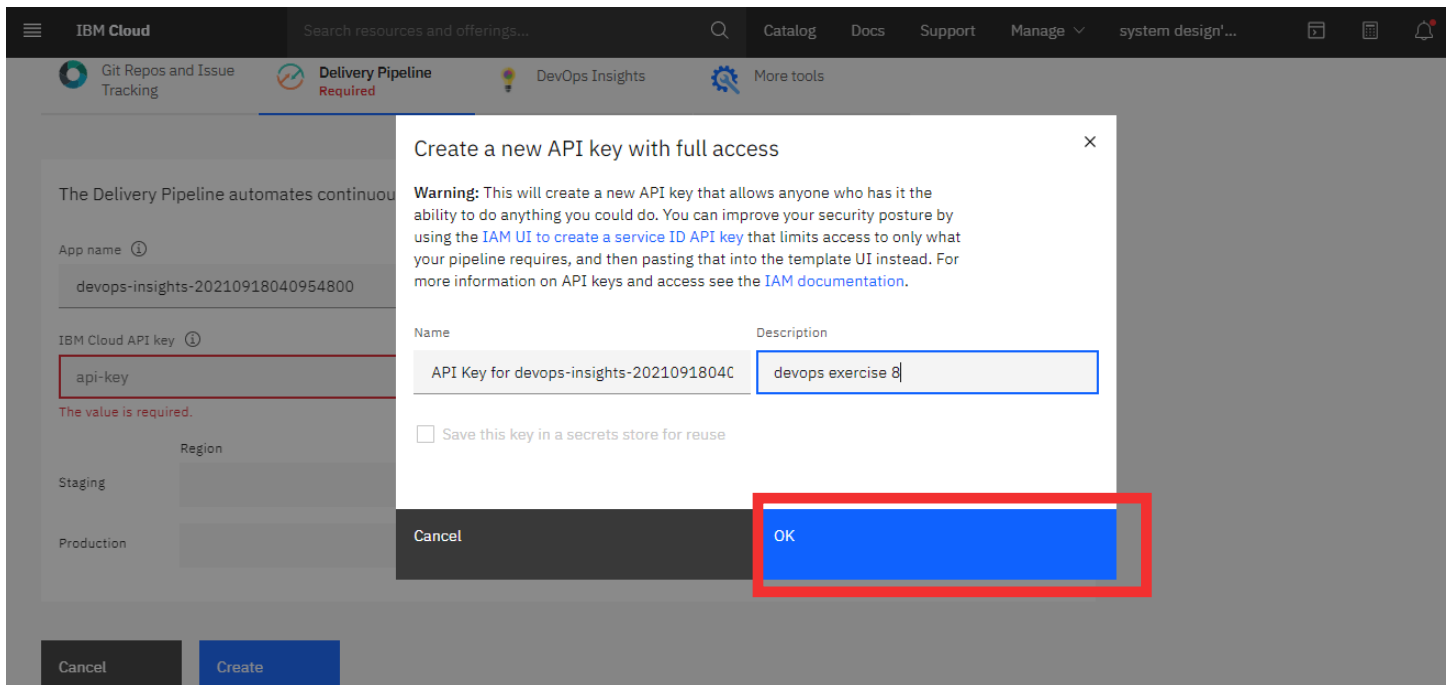 IBM Cloud
Search resources and offerings...
Catalog
Docs
Support
Manage
system design'...
Git Repos and Issue
Tracking
Delivery Pipeline
Required
DevOps Insights
More tools
The Delivery Pipeline automates continuou
App name
devops-insights-20210918040954800
IBM Cloud API key
api-key
The value is required.
Region
Staging
Production
Create a new API key with full access
Warning: This will create a new API key that allows anyone who has it the
ability to do anything you could do. You can improve your security posture by
using the IAM UI to create a service ID API key that limits access to only what
your pipeline requires, and then pasting that into the template UI instead. For
more information on API keys and access see the IAM documentation.
Name
Description
API Key for devops-insights-2021091804C
devops exercise 8
Save this key in a secrets store for reuse
Cancel
OK
Cancel
Create